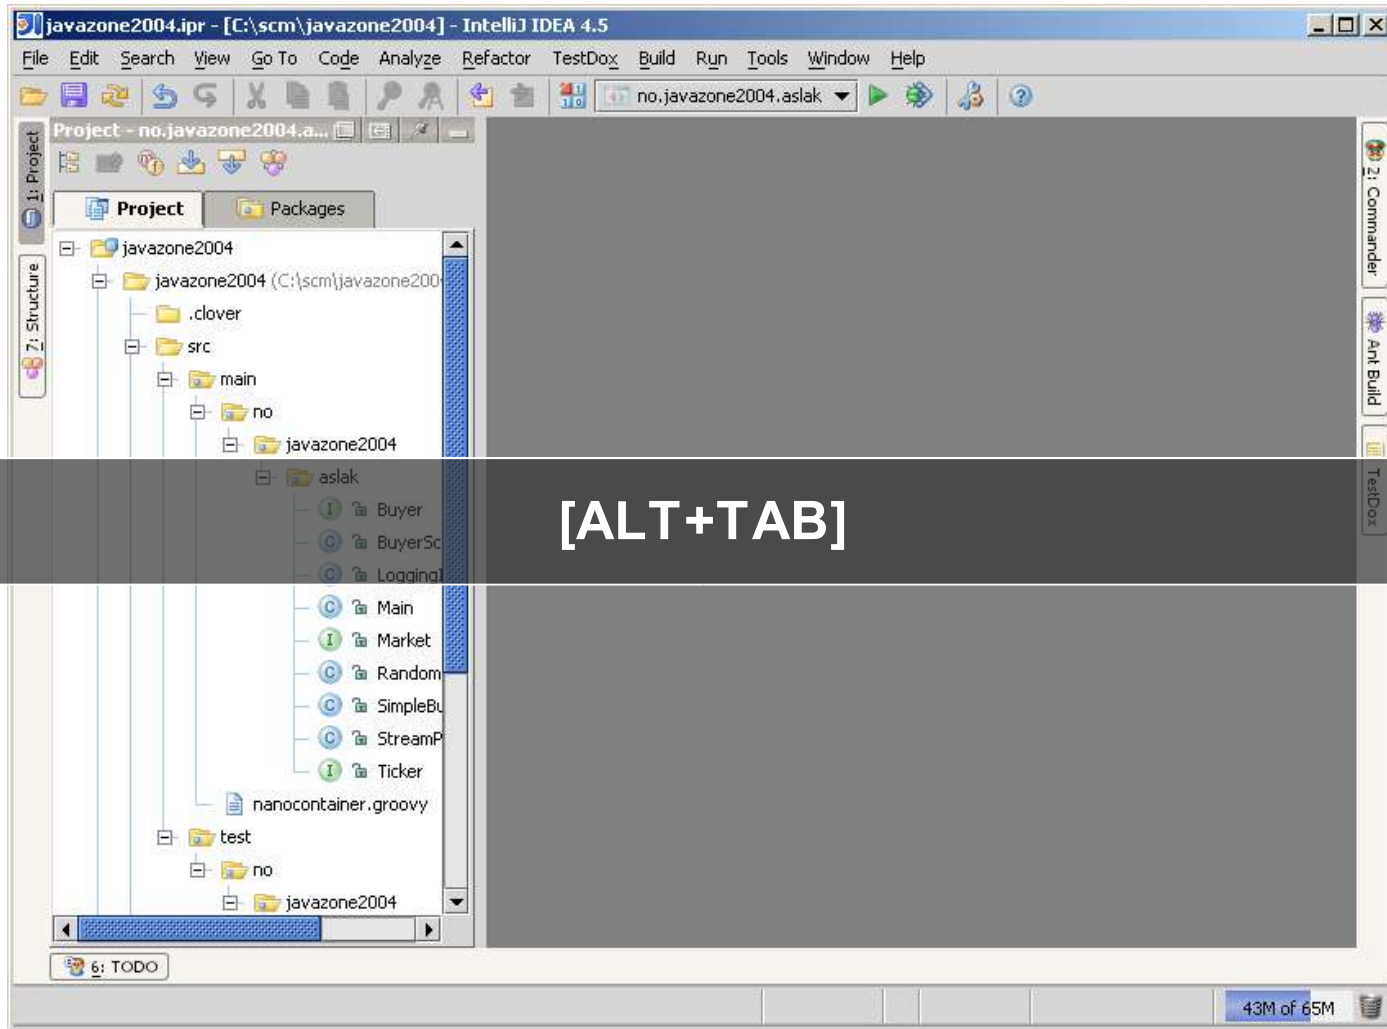 javazone2004.ipr - [C:\scm\javazone2004] - IntelliJ IDEA 4.5
File Edit Search View Go To Code Analyze Refactor TestDox Build Run Tools Window Help
no.javazone2004.aslak
1: Project
Project - no.javazone2004.a...
Project Packages
7: Structure
javazone2004
javazone2004 (C:\scm\javazone200
.clover
src
main
no
javazone2004
aslak
Buyer
BuyerSc
LoggingI
Main
Market
Random
SimpleBu
StreamP
Ticker
nanocontainer.groovy
test
no
javazone2004
[ALT+TAB]
2: Commander
Ant Build
TestDox
6: TODO
43M of 65M